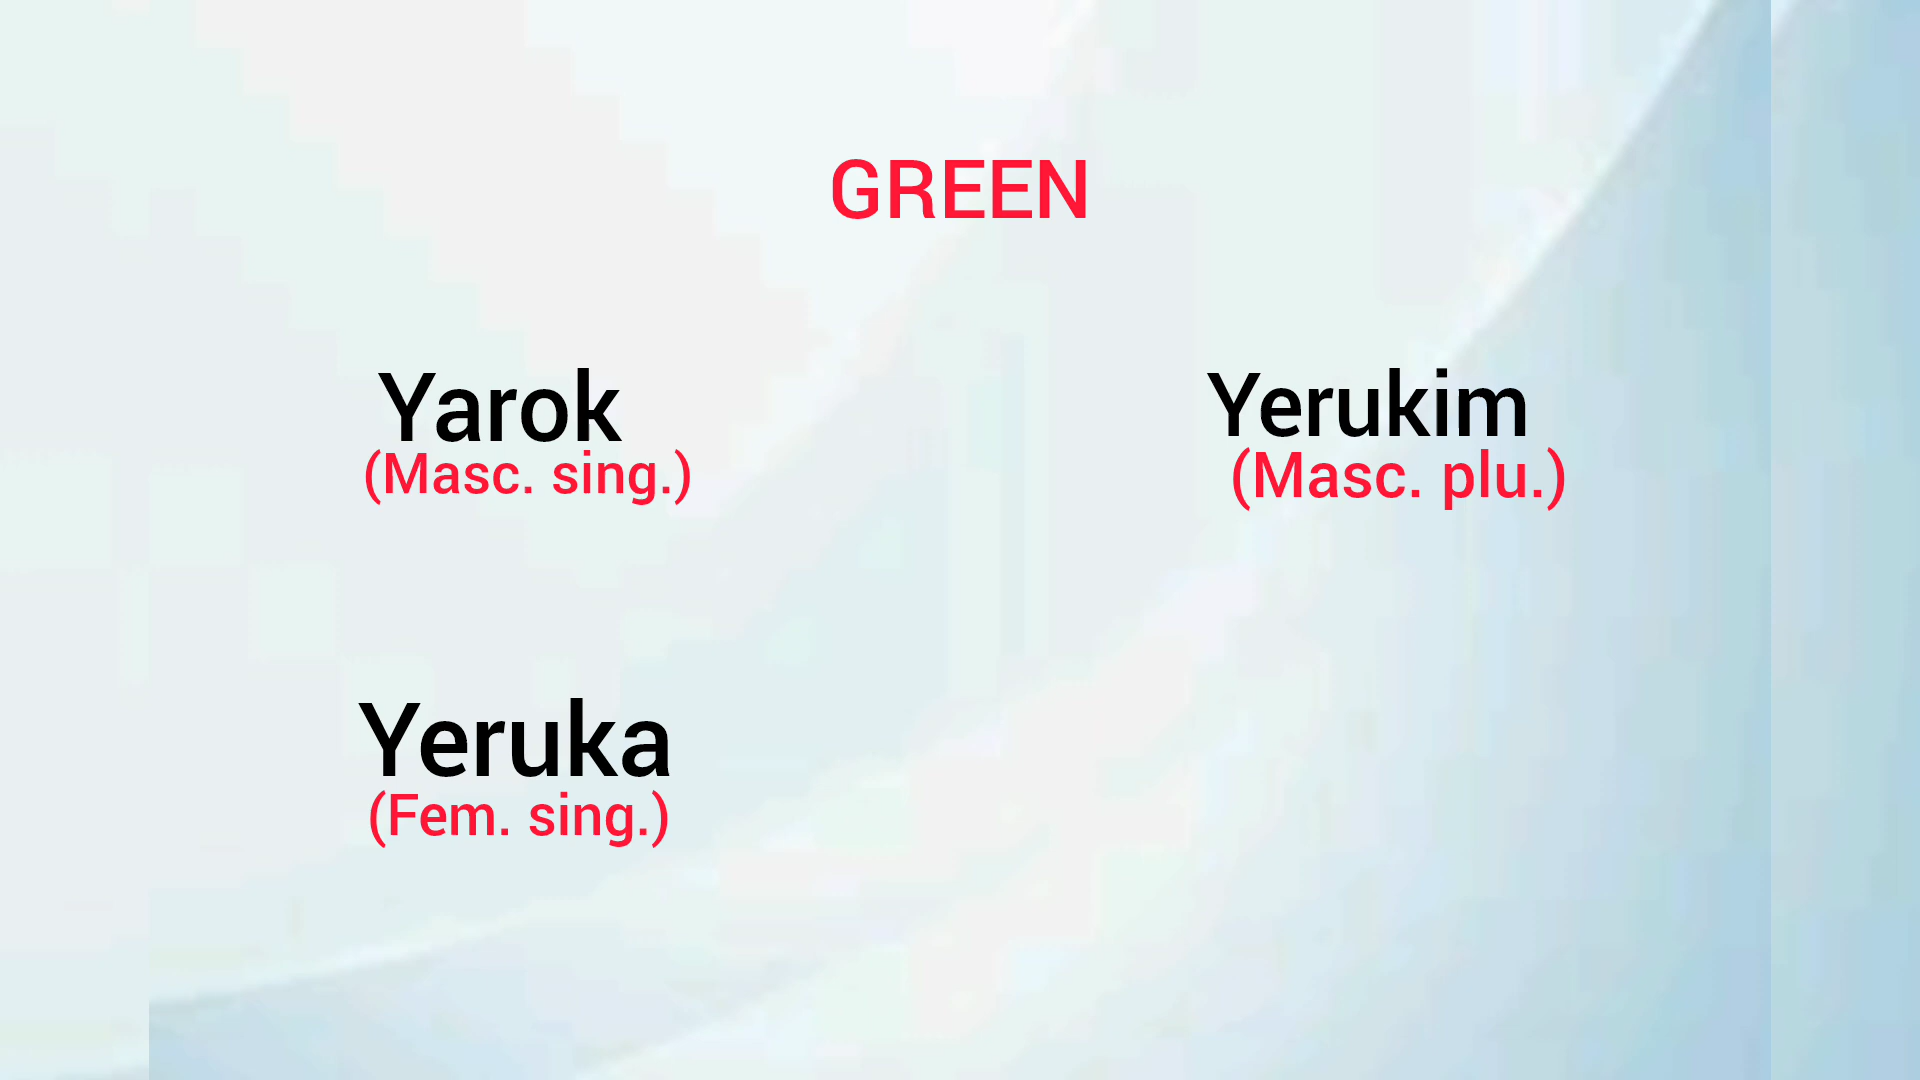 GREEN
Yarok
(Masc. sing.)
Yerukim
(Masc. plu.)
Yeruka
(Fem. sing.)